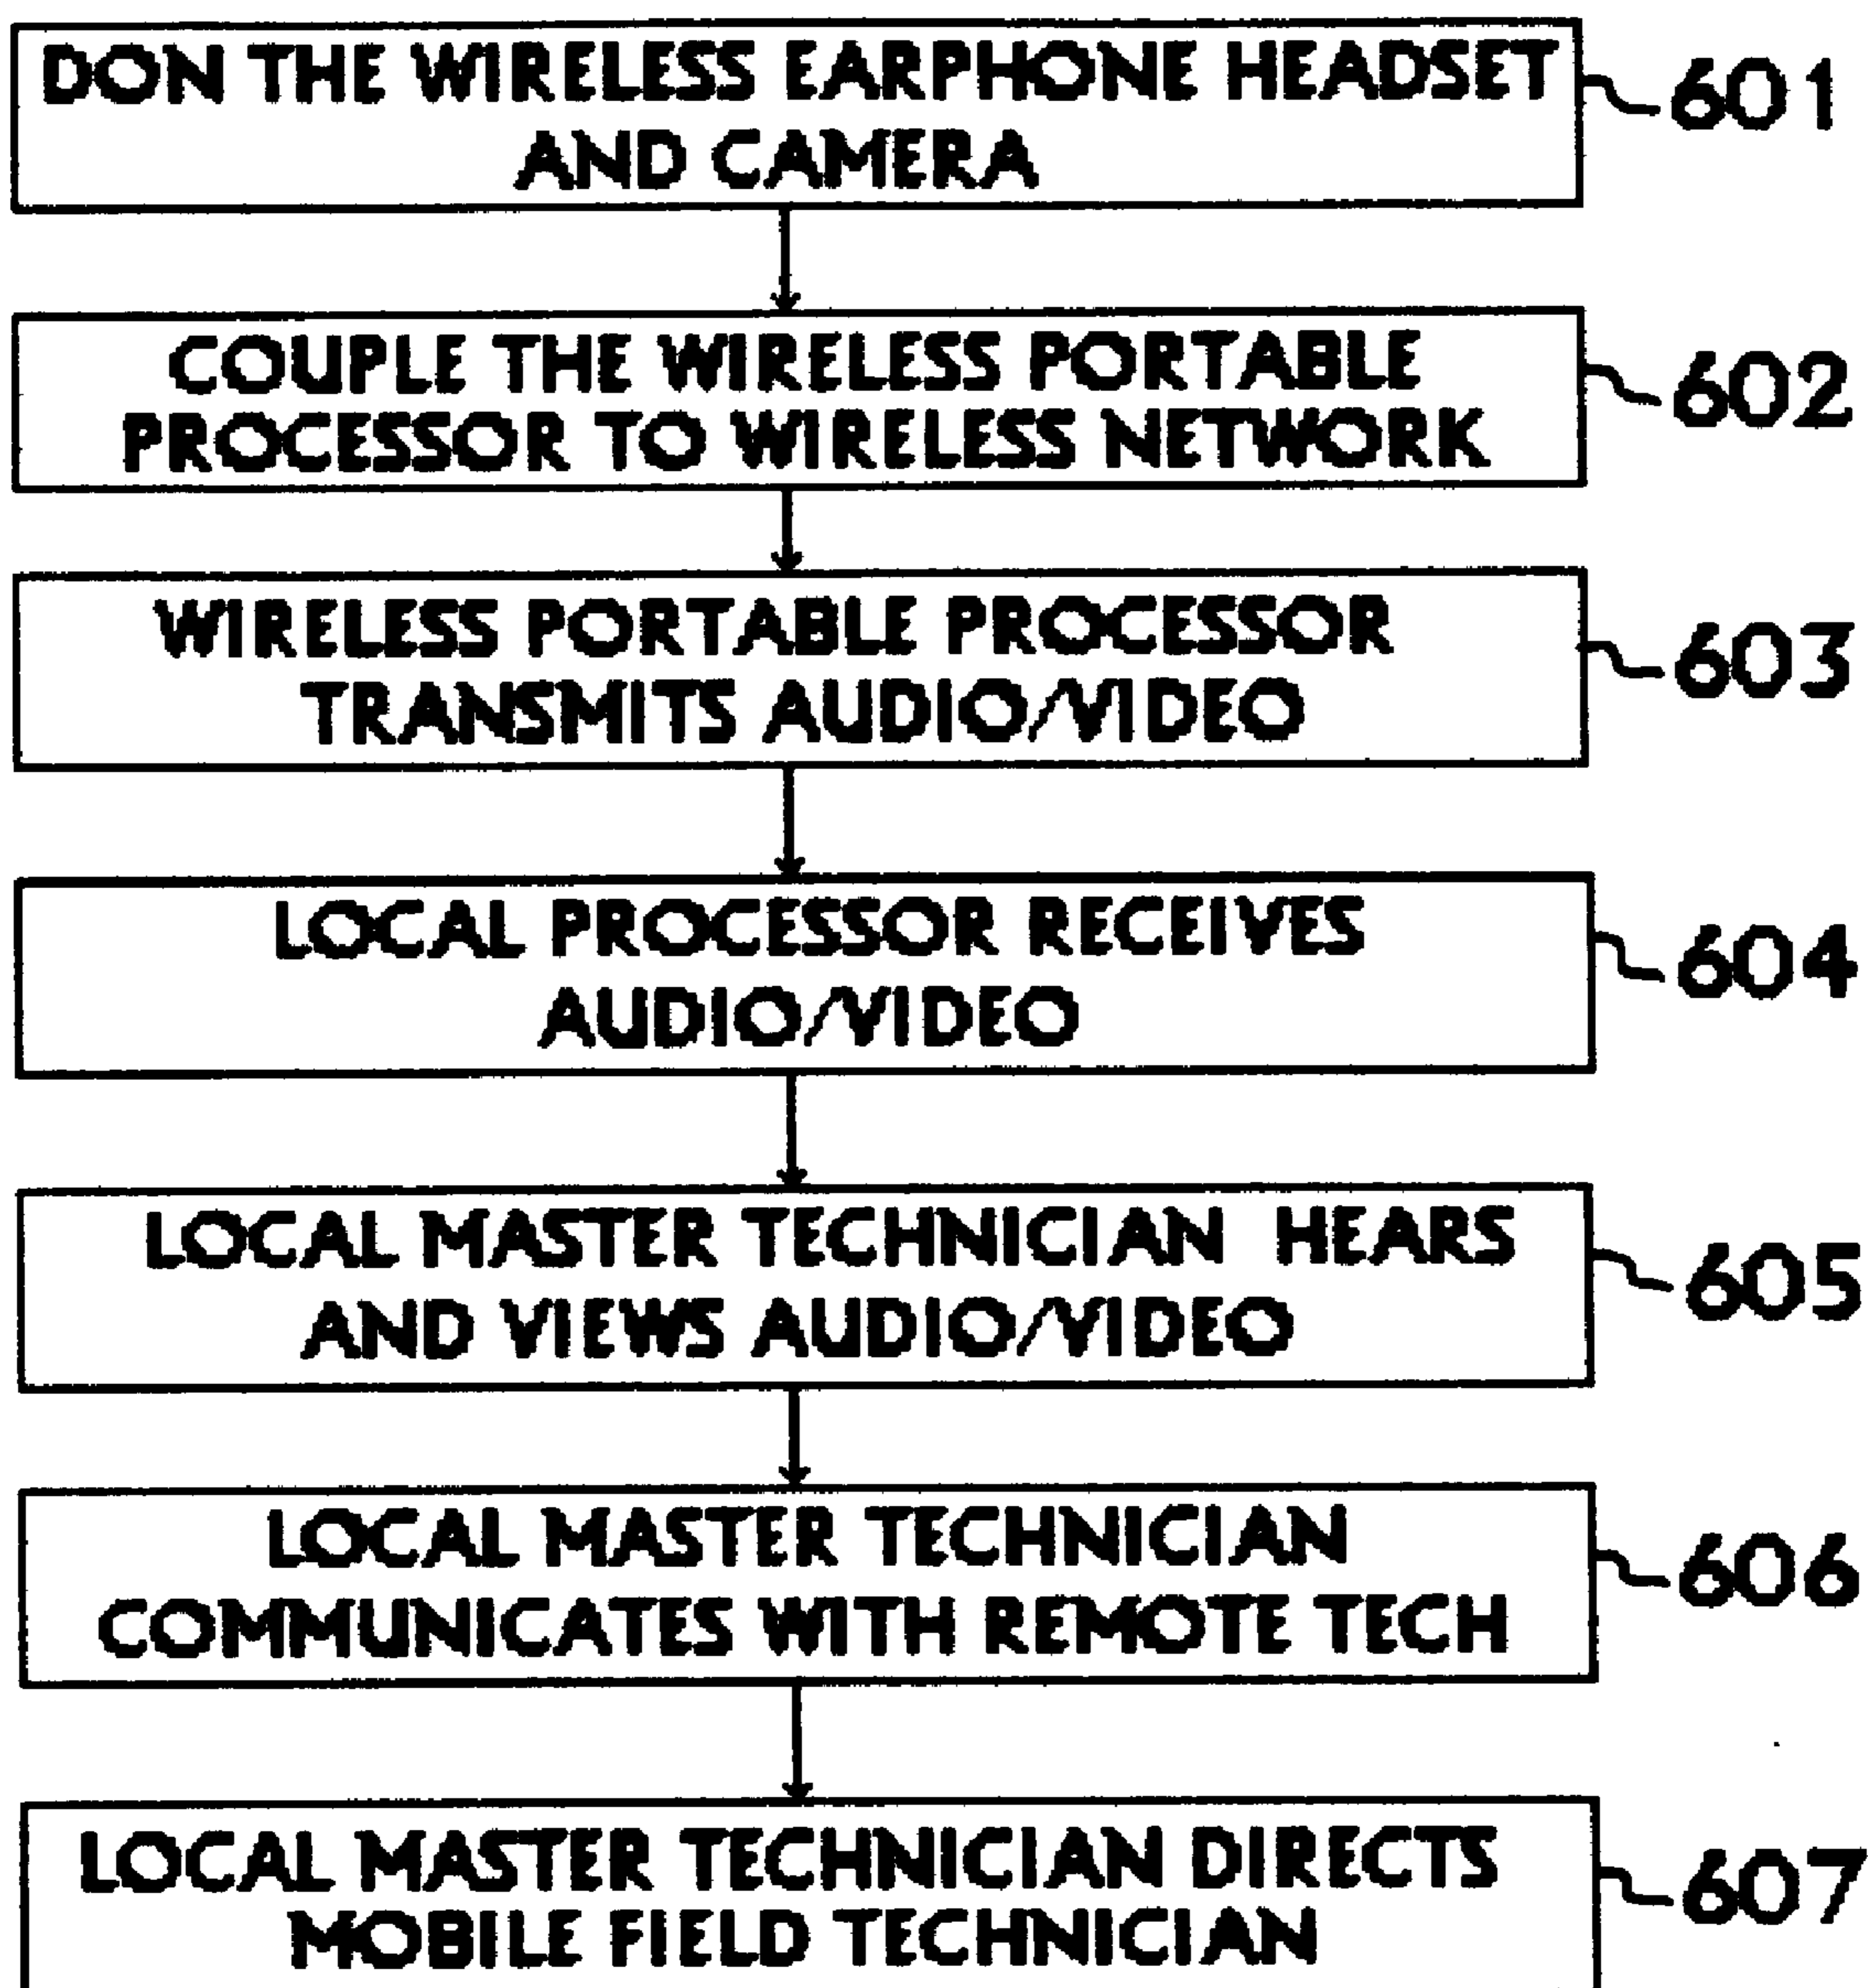 DON THE WIRELESS EARPHONE HEADSET
AND CAMERA
601
COUPLE THE WIRELESS PORTABLE
PROCESSOR TO WIRELESS NETWORK
602
WIRELESS PORTABLE PROCESSOR
TRANSMITS AUDIO/VIDEO
603
LOCAL PROCESSOR RECEIVES
AUDIO/VIDEO
604
LOCAL MASTER TECHNICIAN HEARS
AND VIEWS AUDIO/VIDEO
605
LOCAL MASTER TECHNICIAN
COMMUNICATES WITH REMOTE TECH
606
LOCAL MASTER TECHNICIAN DIRECTS
MOBILE FIELD TECHNICIAN
607